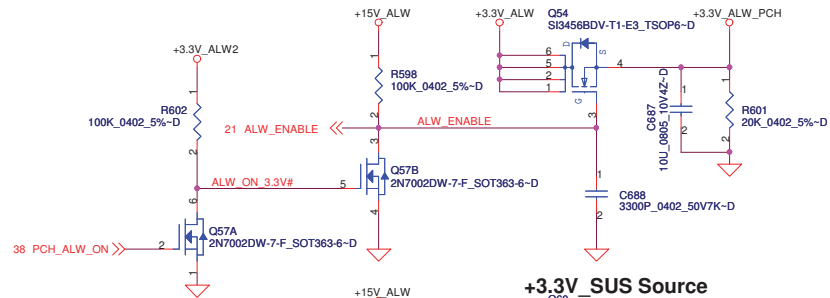 +15V_ALW
+3.3V_ALW
Q54
SI3456BDV-T1-E3_TSOP6~D
+3.3V_ALW_PCH
+3.3V_ALW2
1
R602
100K_0402_5%~D
2
1
R598
100K_0402_5%~D
2
6
5
2
1
D
S
G
4
3
1
C687
10U_0805_10V4Z~D
2
1
R601
20K_0402_5%~D
2
21 ALW_ENABLE
ALW_ENABLE
3
Q57B
2N7002DW-7-F_SOT363-6~D
ALW_ON_3.3V#
5
4
1
C688
3300P_0402_50V7K~D
2
6
Q57A
2N7002DW-7-F_SOT363-6~D
38 PCH_ALW_ON
2
1
+15V_ALW
+3.3V_SUS Source